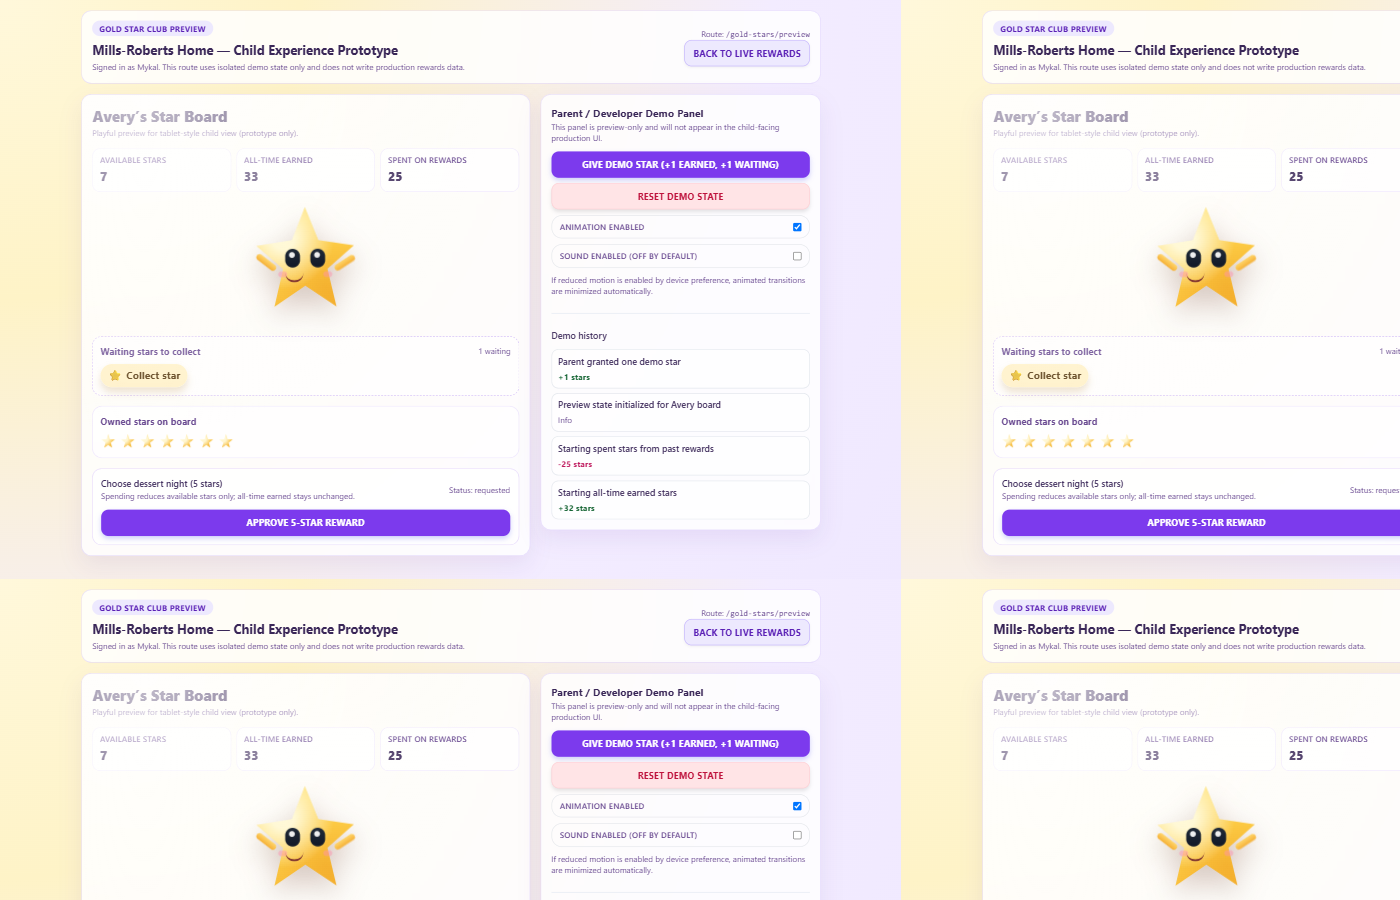 GOLD STAR CLUB PREVIEW
Mills-Roberts Home — Child Experience Prototype
Signed in as Mykal. This route uses isolated demo state only and does not write production rewards data.
Route: /gold-stars/preview
BACK TO LIVE REWARDS
Avery's Star Board
Playful preview for tablet-style child view (prototype only).
AVAILABLE STARS
7
ALL-TIME EARNED
33
SPENT ON REWARDS
25
Waiting stars to collect
1 waiting
Collect star
Owned stars on board
Choose dessert night (5 stars)
Spending reduces available stars only; all-time earned stays unchanged.
Status: requested
APPROVE 5-STAR REWARD
Parent / Developer Demo Panel
This panel is preview-only and will not appear in the child-facing
production UI.
GIVE DEMO STAR (+1 EARNED, +1 WAITING)
RESET DEMO STATE
ANIMATION ENABLED
SOUND ENABLED (OFF BY DEFAULT)
If reduced motion is enabled by device preference, animated transitions
are minimized automatically.
Demo history
Parent granted one demo star
+1 stars
Preview state initialized for Avery board
Info
Starting spent stars from past rewards
-25 stars
Starting all-time earned stars
+32 stars
GOLD STAR CLUB PREVIEW
Mills-Roberts Home — Child Experience Prototype
Signed in as Mykal. This route uses isolated demo state only and does not write production rewards data.
Avery's Star Board
Playful preview for tablet-style child view (prototype only).
AVAILABLE STARS
7
ALL-TIME EARNED
33
SPENT ON REWARDS
25
Waiting stars to collect
1 wait
Collect star
Owned stars on board
Choose dessert night (5 stars)
Spending reduces available stars only; all-time earned stays unchanged.
Status: reques
APPROVE 5-STAR REWARD
GOLD STAR CLUB PREVIEW
Mills-Roberts Home — Child Experience Prototype
Signed in as Mykal. This route uses isolated demo state only and does not write production rewards data.
Route: /gold-stars/preview
BACK TO LIVE REWARDS
Avery's Star Board
Playful preview for tablet-style child view (prototype only).
AVAILABLE STARS
7
ALL-TIME EARNED
33
SPENT ON REWARDS
25
Parent / Developer Demo Panel
This panel is preview-only and will not appear in the child-facing
production UI.
GIVE DEMO STAR (+1 EARNED, +1 WAITING)
RESET DEMO STATE
ANIMATION ENABLED
SOUND ENABLED (OFF BY DEFAULT)
If reduced motion is enabled by device preference, animated transitions
are minimized automatically.
GOLD STAR CLUB PREVIEW
Mills-Roberts Home — Child Experience Prototype
Signed in as Mykal. This route uses isolated demo state only and does not write production rewards data.
Avery's Star Board
Playful preview for tablet-style child view (prototype only).
AVAILABLE STARS
7
ALL-TIME EARNED
33
SPENT ON REWARDS
25